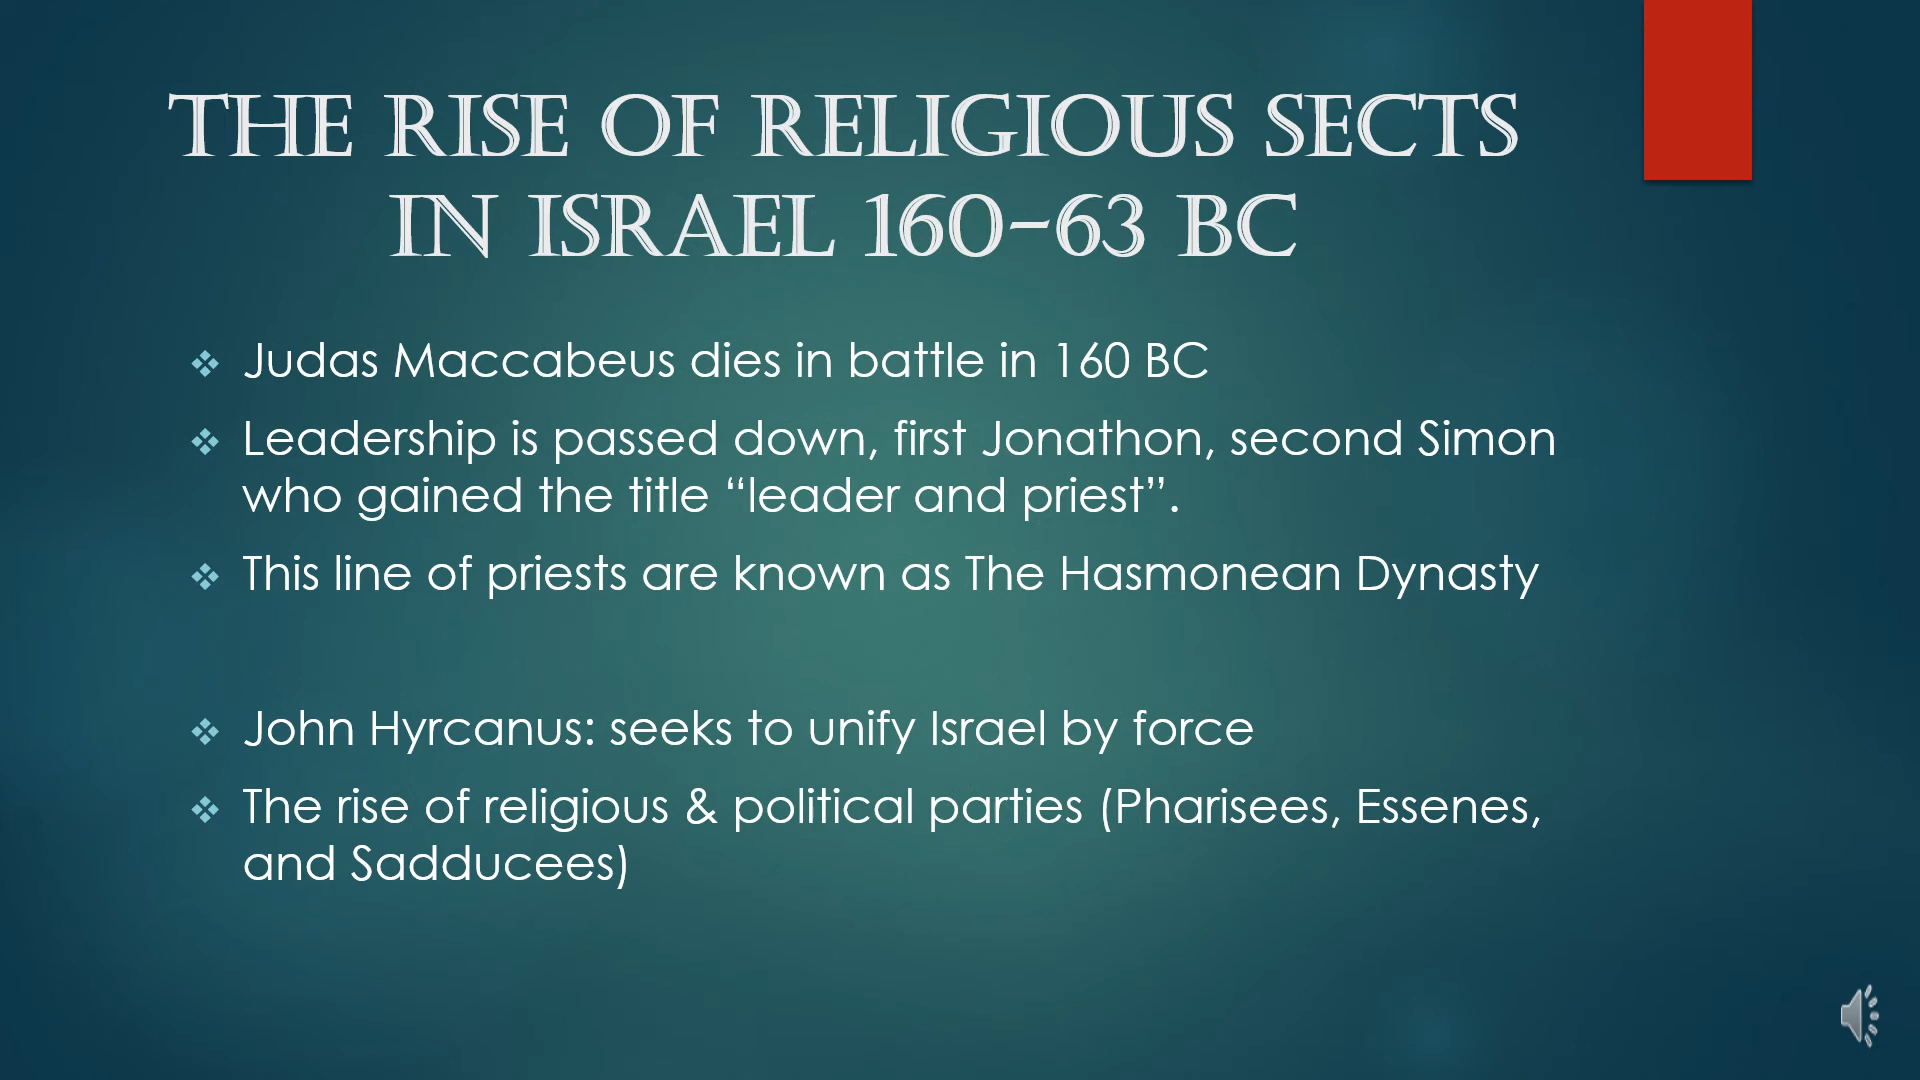 THE RISE OF RELIGIOUS SECTS
IN ISRAEL 160-63 BC
❖ Judas Maccabeus dies in battle in 160 BC
❖ Leadership is passed down, first Jonathon, second Simon
who gained the title “leader and priest”.
❖ This line of priests are known as The Hasmonean Dynasty
❖ John Hyrcanus: seeks to unify Israel by force
❖ The rise of religious & political parties (Pharisees, Essenes,
and Sadducees)